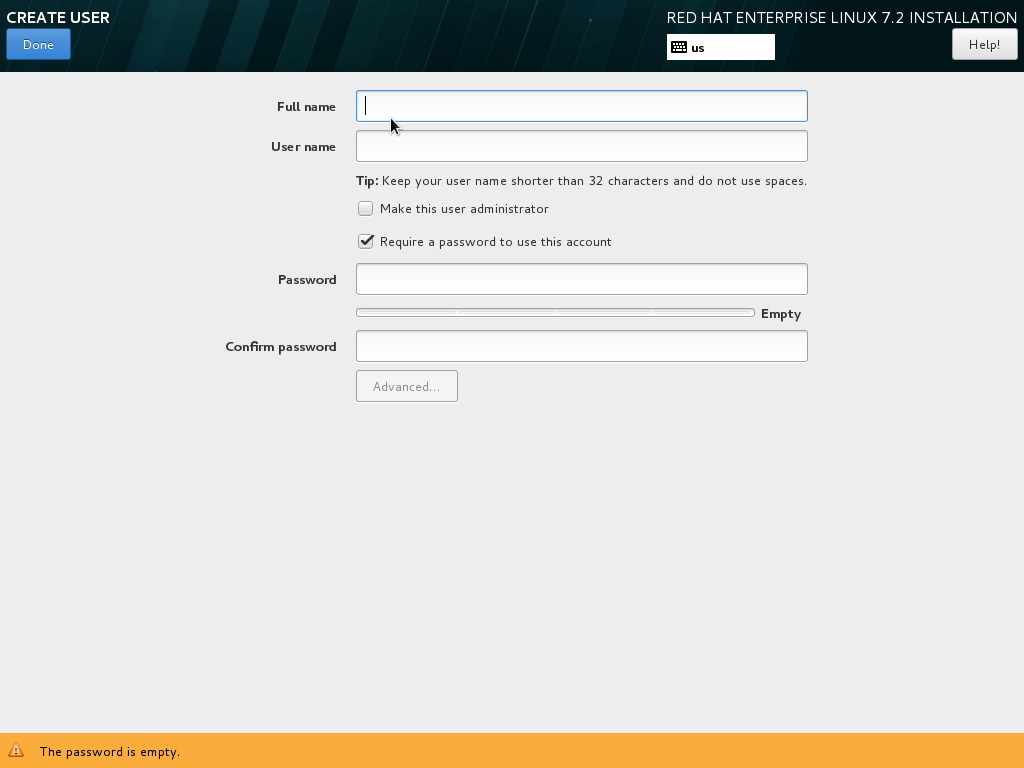 CREATE USER
RED HAT ENTERPRISE LINUX 7.2 INSTALLATION
Done
us
Help!
Full name
User name
Tip: Keep your user name shorter than 32 characters and do not use spaces.
Make this user administrator
Require a password to use this account
Password
Empty
Confirm password
Advanced...
The password is empty.